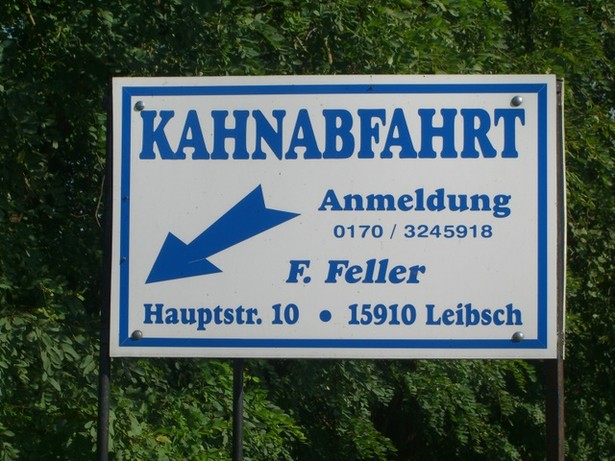 KAHNABFAHRT
Anmeldung
0170 / 3245918
F. Feller
Hauptstr. 10 • 15910 Leibsch